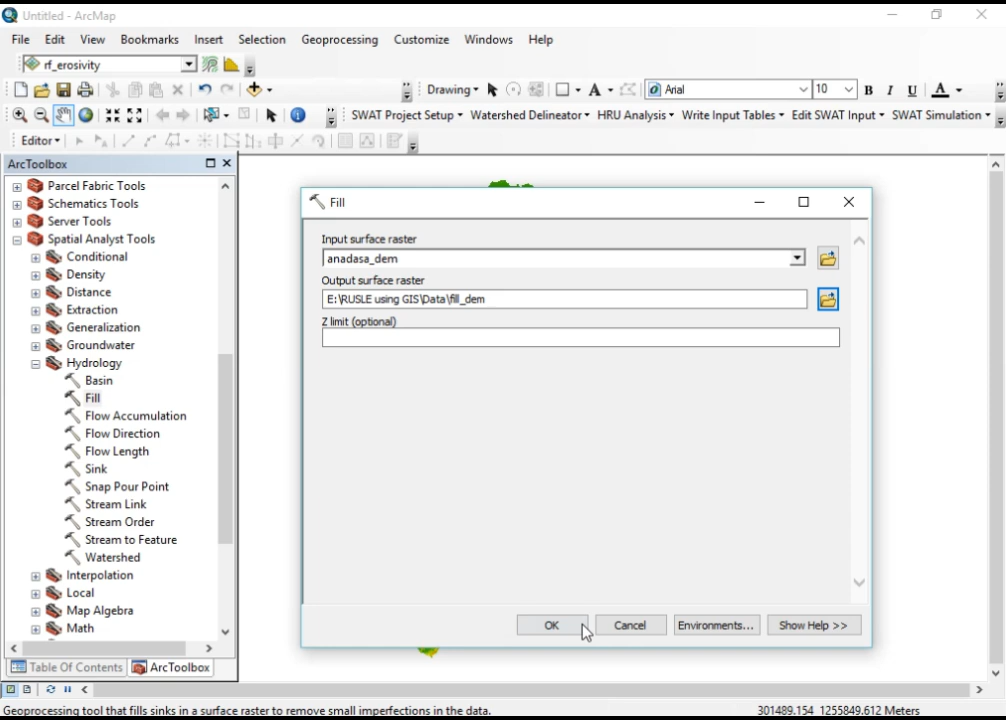 Untitled - ArcMap
File Edit View Bookmarks Insert Selection Geoprocessing Customize Windows Help
rf_erosivity
Drawing Arial 10 B I U A
SWAT Project Setup Watershed Delineator HRU Analysis Write Input Tables Edit SWAT Input SWAT Simulation
Editor
ArcToolbox
Parcel Fabric Tools
Schematics Tools
Server Tools
Spatial Analyst Tools
Conditional
Density
Distance
Extraction
Generalization
Groundwater
Hydrology
Basin
Fill
Flow Accumulation
Flow Direction
Flow Length
Sink
Snap Pour Point
Stream Link
Stream Order
Stream to Feature
Watershed
Interpolation
Local
Map Algebra
Math
Table Of Contents ArcToolbox
Fill
Input surface raster
anadasa_dem
Output surface raster
E:\RUSLE using GIS\Data\fill_dem
Z limit (optional)
OK Cancel Environments... Show Help >>
Geoprocessing tool that fills sinks in a surface raster to remove small imperfections in the data. 301489.154 1255849.612 Meters